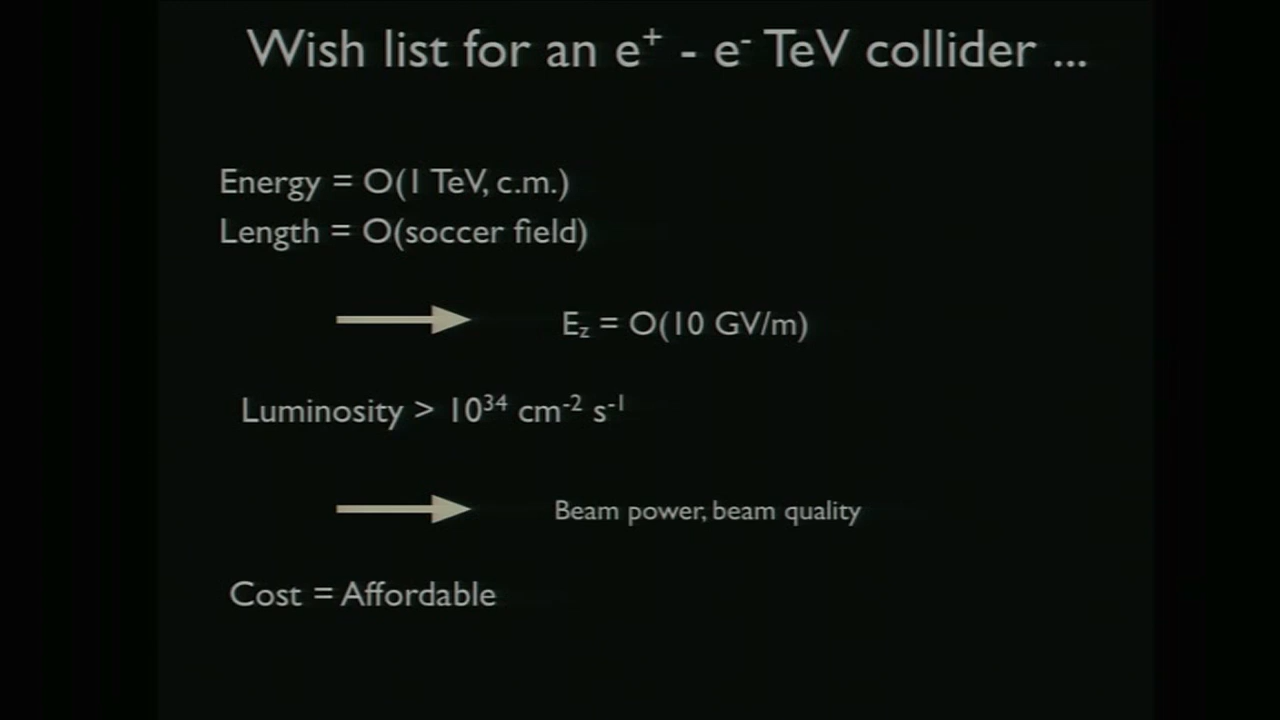 Wish list for an e⁺ - e⁻ TeV collider ...
Energy = O(1 TeV, c.m.)
Length = O(soccer field)
E_z = O(10 GV/m)
Luminosity > 10³⁴ cm⁻² s⁻¹
Beam power, beam quality
Cost = Affordable